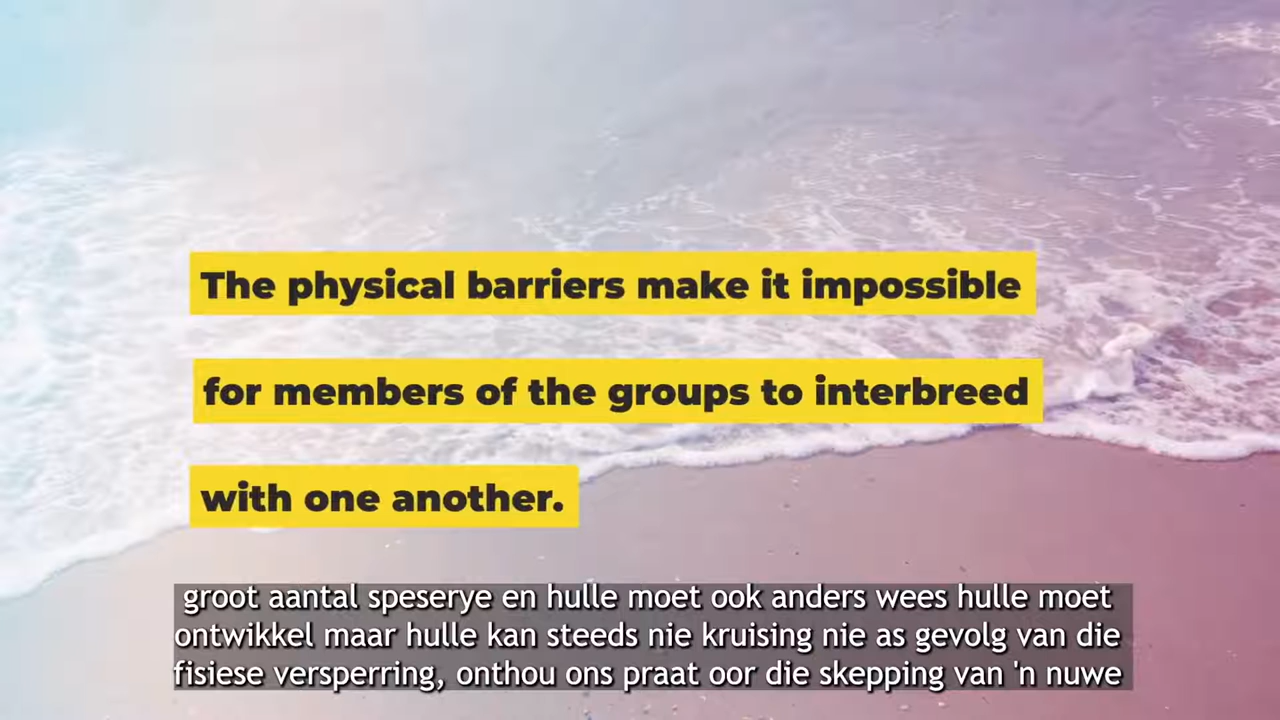 The physical barriers make it impossible
for members of the groups to interbreed
with one another.
groot aantal speserye en hulle moet ook anders wees hulle moet
ontwikkel maar hulle kan steeds nie kruising nie as gevolg van die
fisiese versperring, onthou ons praat oor die skepping van 'n nuwe